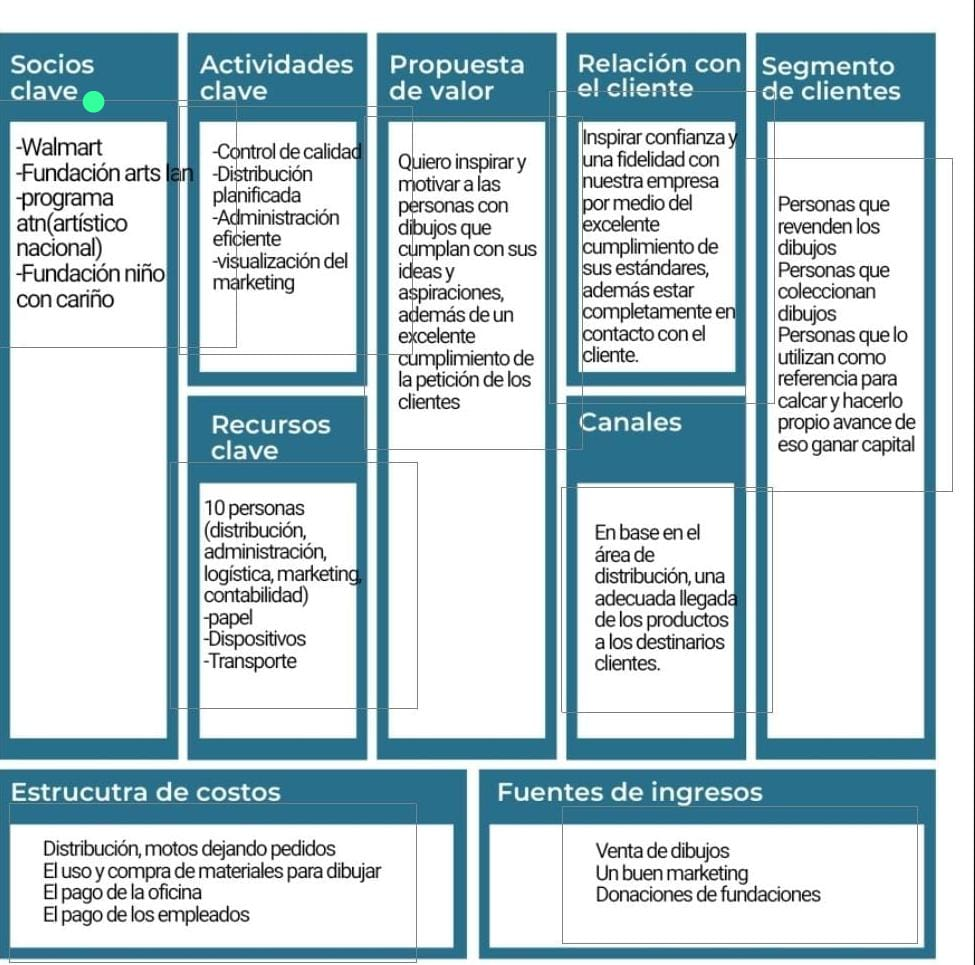 Socios
clave
-Walmart
-Fundación arts lan
-programa
atn(artístico
nacional)
-Fundación niño
con cariño
Actividades
clave
-Control de calidad
-Distribución
planificada
-Administración
eficiente
-visualización del
marketing
Recursos
clave
10 personas
(distribución,
administración,
logística, marketing,
contabilidad)
-papel
-Dispositivos
-Transporte
Propuesta
de valor
Quiero inspirar y
motivar a las
personas con
dibujos que
cumplan con sus
ideas y
aspiraciones,
además de un
excelente
cumplimiento de
la petición de los
clientes
Relación con
el cliente
Inspirar confianza y
una fidelidad con
nuestra empresa
por medio del
excelente
cumplimiento de
sus estándares,
además estar
completamente en
contacto con el
cliente.
Canales
En base en el
área de
distribución, una
adecuada llegada
de los productos
a los destinarios
clientes.
Segmento
de clientes
Personas que
revenden los
dibujos
Personas que
coleccionan
dibujos
Personas que lo
utilizan como
referencia para
calcar y hacerlo
propio avance de
eso ganar capital
Estrucutra de costos
Distribución, motos dejando pedidos
El uso y compra de materiales para dibujar
El pago de la oficina
El pago de los empleados
Fuentes de ingresos
Venta de dibujos
Un buen marketing
Donaciones de fundaciones